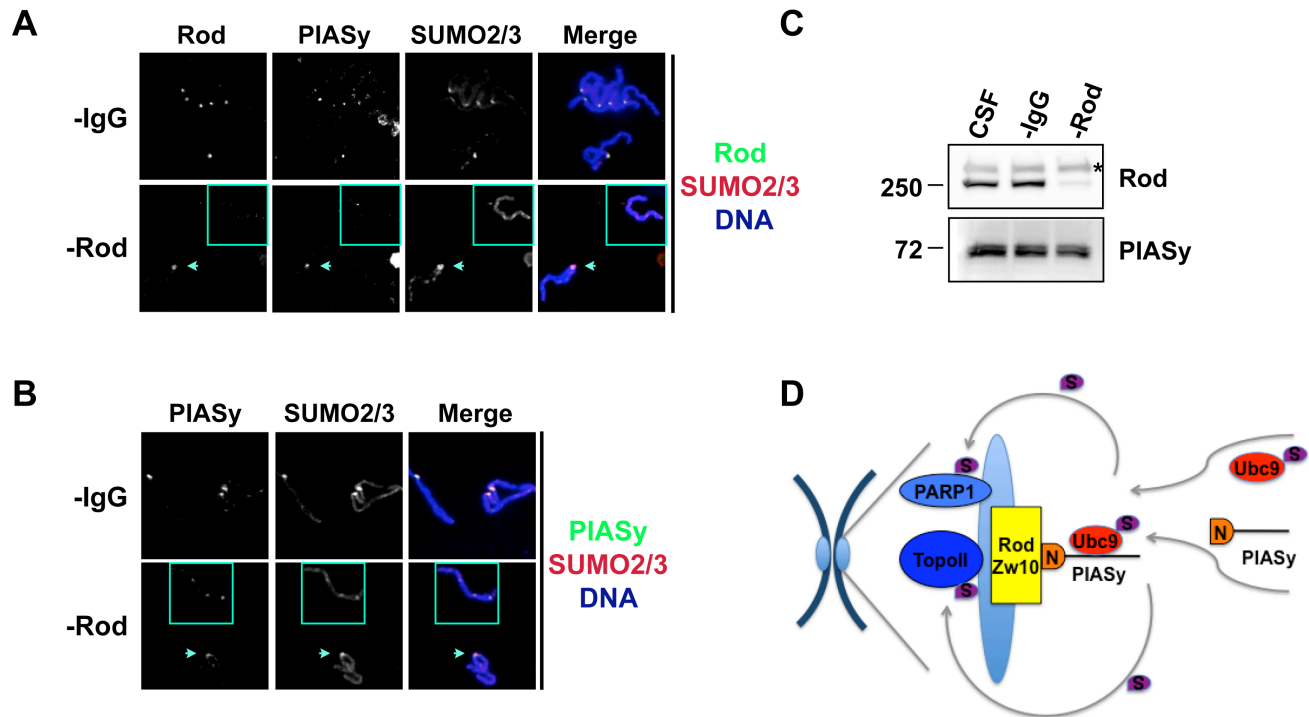 A
Rod PIASy SUMO2/3 Merge
-IgG
-Rod
Rod
SUMO2/3
DNA
B
PIASy SUMO2/3 Merge
-IgG
-Rod
PIASy
SUMO2/3
DNA
C
CSF -IgG -Rod
250 * Rod
72 PIASy
D
S
S
PARP1
TopoII
S
Rod
Zw10
N
Ubc9 S
PIASy
Ubc9 S
N
PIASy
S